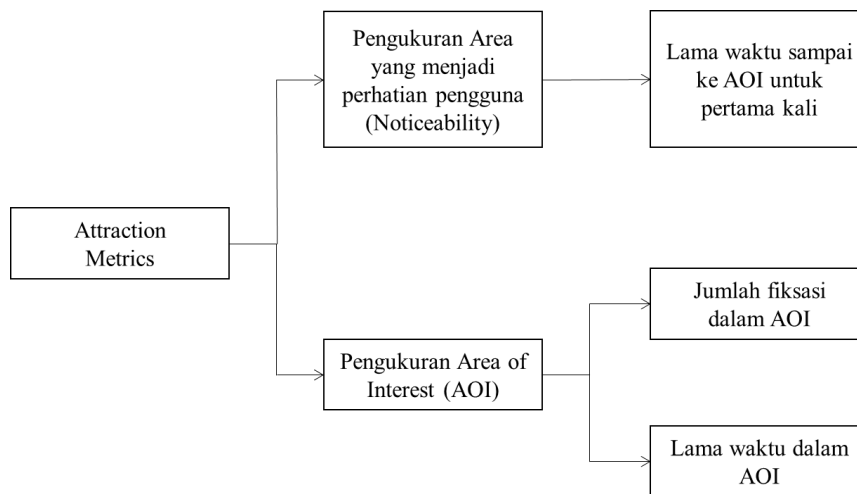 Pengukuran Area
yang menjadi
perhatian pengguna
(Noticeability)
Lama waktu sampai
ke AOI untuk
pertama kali
Attraction
Metrics
Jumlah fiksasi
dalam AOI
Pengukuran Area of
Interest (AOI)
Lama waktu dalam
AOI